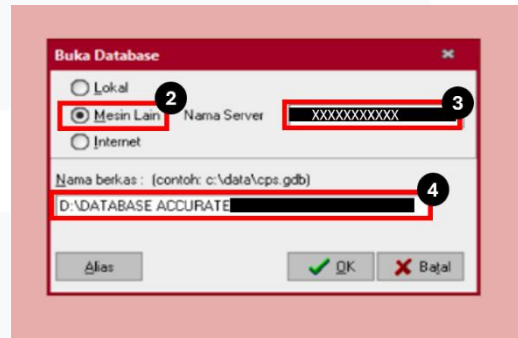 Buka Database
Lokal
2
Mesin Lain Nama Server XXXXXXXXXXX 3
Internet
Nama berkas : (contoh: c:\data\cps.gdb)
4
D:\DATABASE ACCURATE
Alias OK Batal